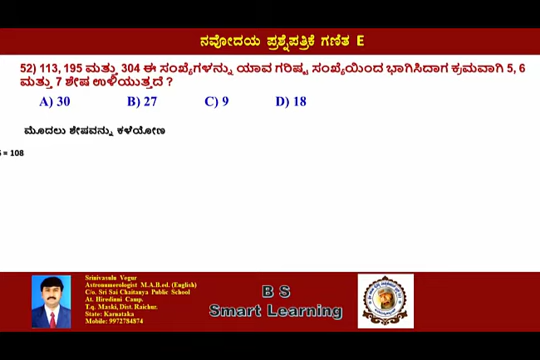 ನವೋದಯ ಪ್ರಶ್ನೆಪತ್ರಿಕೆ ಗಣಿತ E
52) 113, 195 ಮತ್ತು 304 ಈ ಸಂಖ್ಯೆಗಳನ್ನು ಯಾವ ಗರಿಷ್ಟ ಸಂಖ್ಯೆಯಿಂದ ಭಾಗಿಸಿದಾಗ ಕ್ರಮವಾಗಿ 5, 6
ಮತ್ತು 7 ಶೇಷ ಉಳಿಯುತ್ತದೆ ?
A) 30 B) 27 C) 9 D) 18
ಮೊದಲು ಶೇಷವನ್ನು ಕಳೆಯೋಣ
= 108
Srinivasulu Vegur
Astronumerologist M.A.B.ed. (English)
C/o. Sri Sai Chaitanya Public School
At. Hiredinni Camp.
T.q. Maski, Dist. Raichur.
State: Karnataka
Mobile: 9972784874
B S
Smart Learning